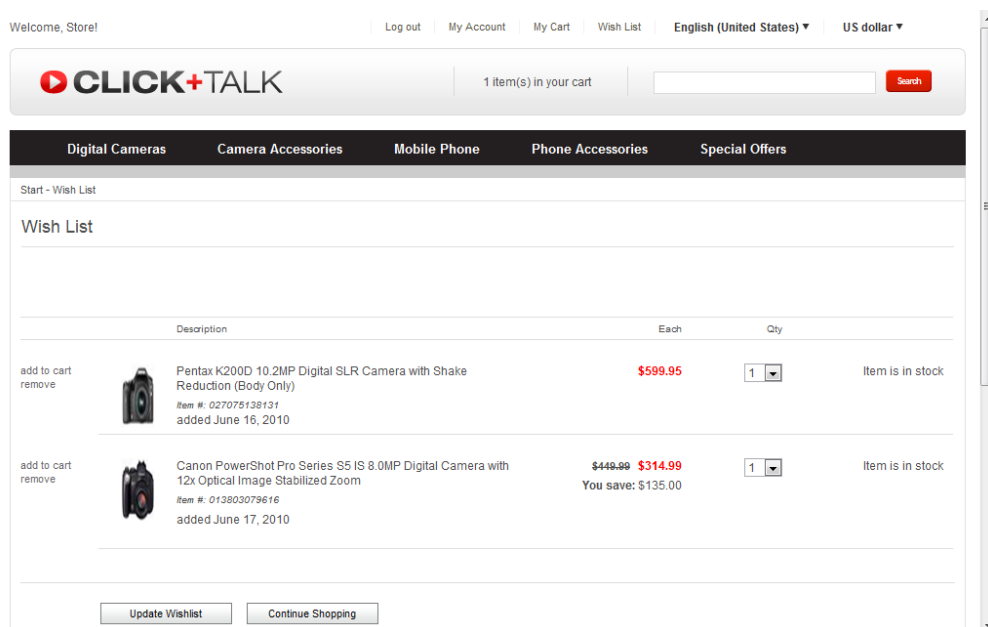 Welcome, Store!
Log out My Account My Cart Wish List English (United States) US dollar
CLICK+TALK
1 item(s) in your cart
Search
Digital Cameras Camera Accessories Mobile Phone Phone Accessories Special Offers
Start - Wish List
Wish List
Description Each Qty
add to cart
remove
Pentax K200D 10.2MP Digital SLR Camera with Shake
Reduction (Body Only)
Item #: 027075138131
added June 16, 2010
$599.95
1
Item is in stock
add to cart
remove
Canon PowerShot Pro Series S5 IS 8.0MP Digital Camera with
12x Optical Image Stabilized Zoom
Item #: 013803079616
added June 17, 2010
$449.99 $314.99
You save: $135.00
1
Item is in stock
Update Wishlist Continue Shopping